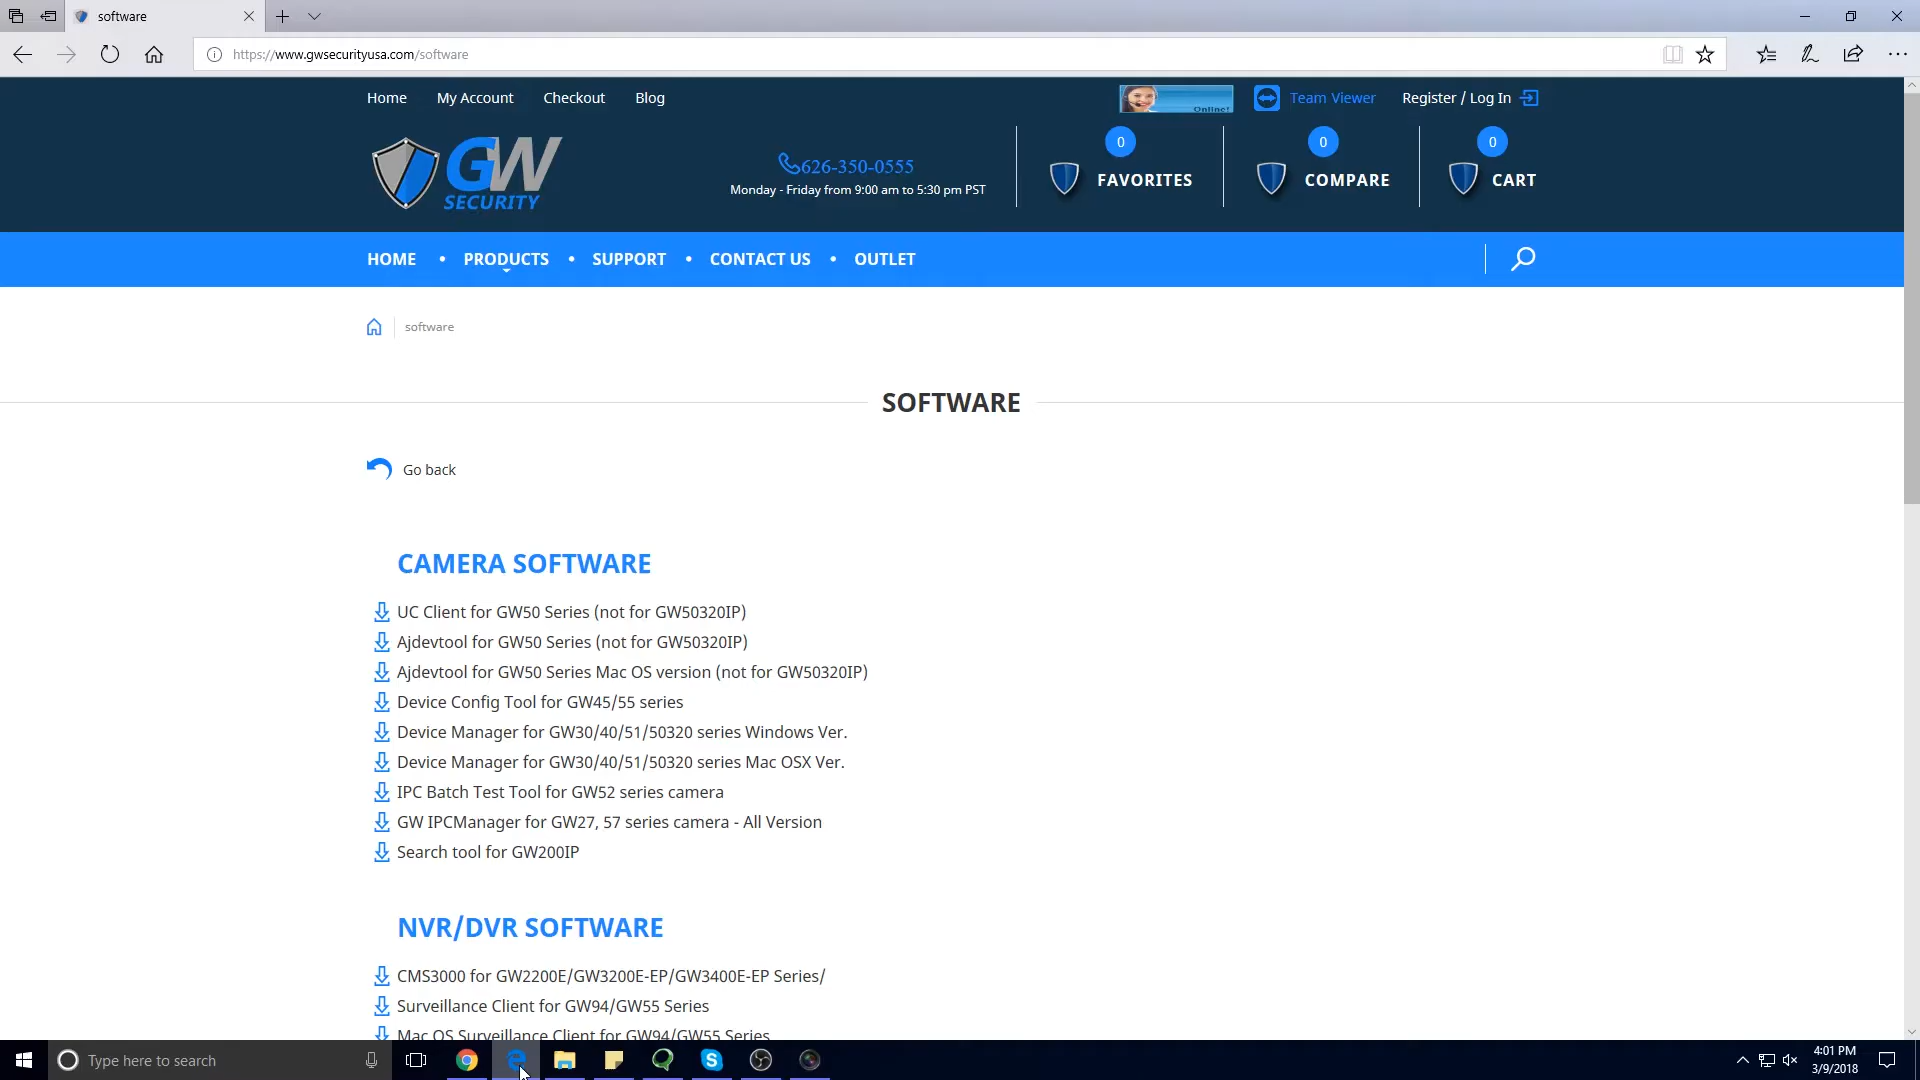 software
https://www.gwsecurityusa.com/software
Home My Account Checkout Blog
Online!
Team Viewer
Register / Log In
GW
SECURITY
626-350-0555
Monday - Friday from 9:00 am to 5:30 pm PST
0
FAVORITES
0
COMPARE
0
CART
HOME • PRODUCTS • SUPPORT • CONTACT US • OUTLET
software
SOFTWARE
Go back
CAMERA SOFTWARE
UC Client for GW50 Series (not for GW50320IP)
Ajdevtool for GW50 Series (not for GW50320IP)
Ajdevtool for GW50 Series Mac OS version (not for GW50320IP)
Device Config Tool for GW45/55 series
Device Manager for GW30/40/51/50320 series Windows Ver.
Device Manager for GW30/40/51/50320 series Mac OSX Ver.
IPC Batch Test Tool for GW52 series camera
GW IPCManager for GW27, 57 series camera - All Version
Search tool for GW200IP
NVR/DVR SOFTWARE
CMS3000 for GW2200E/GW3200E-EP/GW3400E-EP Series/
Surveillance Client for GW94/GW55 Series
Mac OS Surveillance Client for GW94/GW55 Series
Type here to search
4:01 PM
3/9/2018